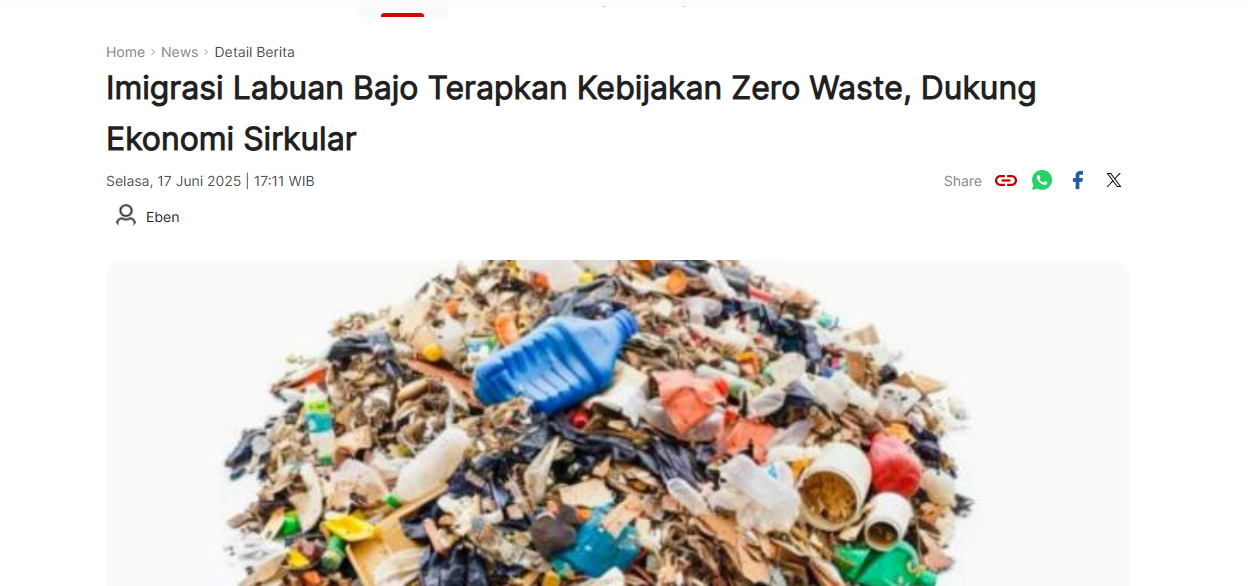 Home › News › Detail Berita
Imigrasi Labuan Bajo Terapkan Kebijakan Zero Waste, Dukung
Ekonomi Sirkular
Selasa, 17 Juni 2025 | 17:11 WIB
Share
Eben